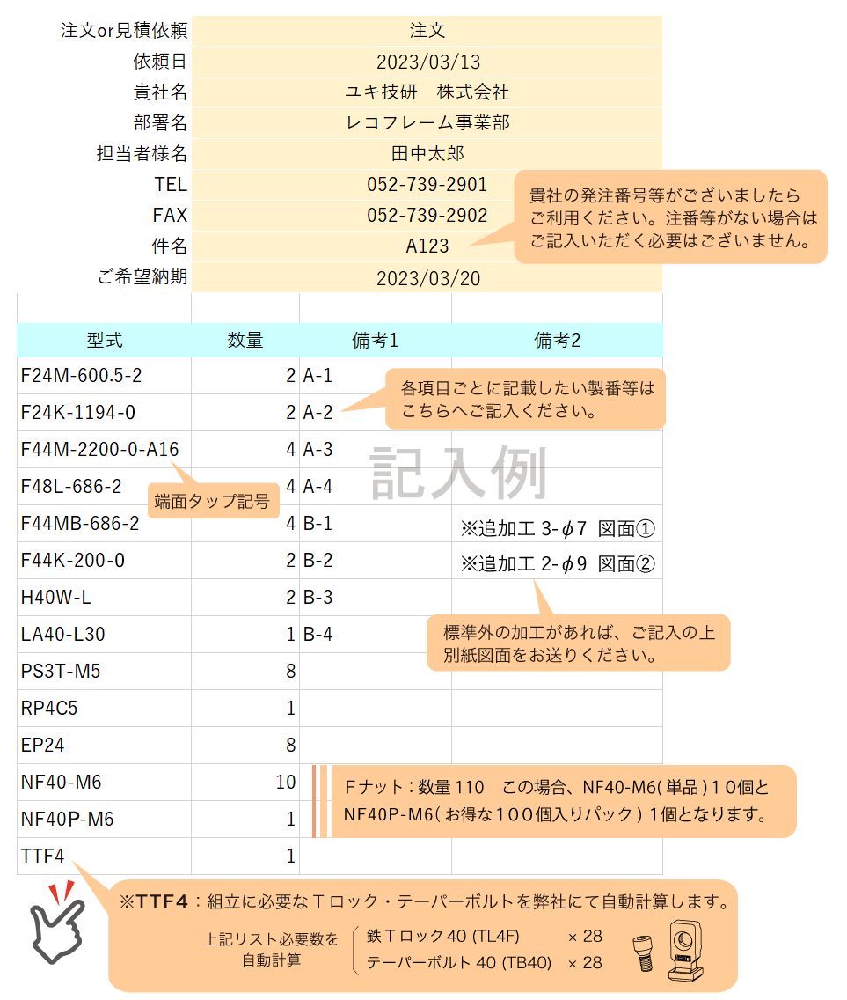 注文or見積依頼 注文
依頼日 2023/03/13
貴社名 ユキ技研　株式会社
部署名 レコフレーム事業部
担当者様名 田中太郎
TEL 052-739-2901
FAX 052-739-2902
件名 A123
ご希望納期 2023/03/20
貴社の発注番号等がございましたら
ご利用ください。注番等がない場合は
ご記入いただく必要はございません。
型式 数量 備考1 備考2
F24M-600.5-2 2 A-1
F24K-1194-0 2 A-2
各項目ごとに記載したい製番等は
こちらへご記入ください。
F44M-2200-0-A16 4 A-3
記入例
F48L-686-2 4 A-4
端面タップ記号
F44MB-686-2 4 B-1 ※追加工 3-φ7 図面①
F44K-200-0 2 B-2 ※追加工 2-φ9 図面②
H40W-L 2 B-3
LA40-L30 1 B-4
標準外の加工があれば、ご記入の上
別紙図面をお送りください。
PS3T-M5 8
RP4C5 1
EP24 8
NF40-M6 10
NF40P-M6 1
Ｆナット：数量110　この場合、NF40-M6(単品)１０個と
NF40P-M6(お得な１００個入りパック) 1個となります。
TTF4 1
※TTF4：組立に必要なＴロック・テーパーボルトを弊社にて自動計算します。
上記リスト必要数を
自動計算
鉄Ｔロック40 (TL4F) ×28
テーパーボルト 40 (TB40) ×28